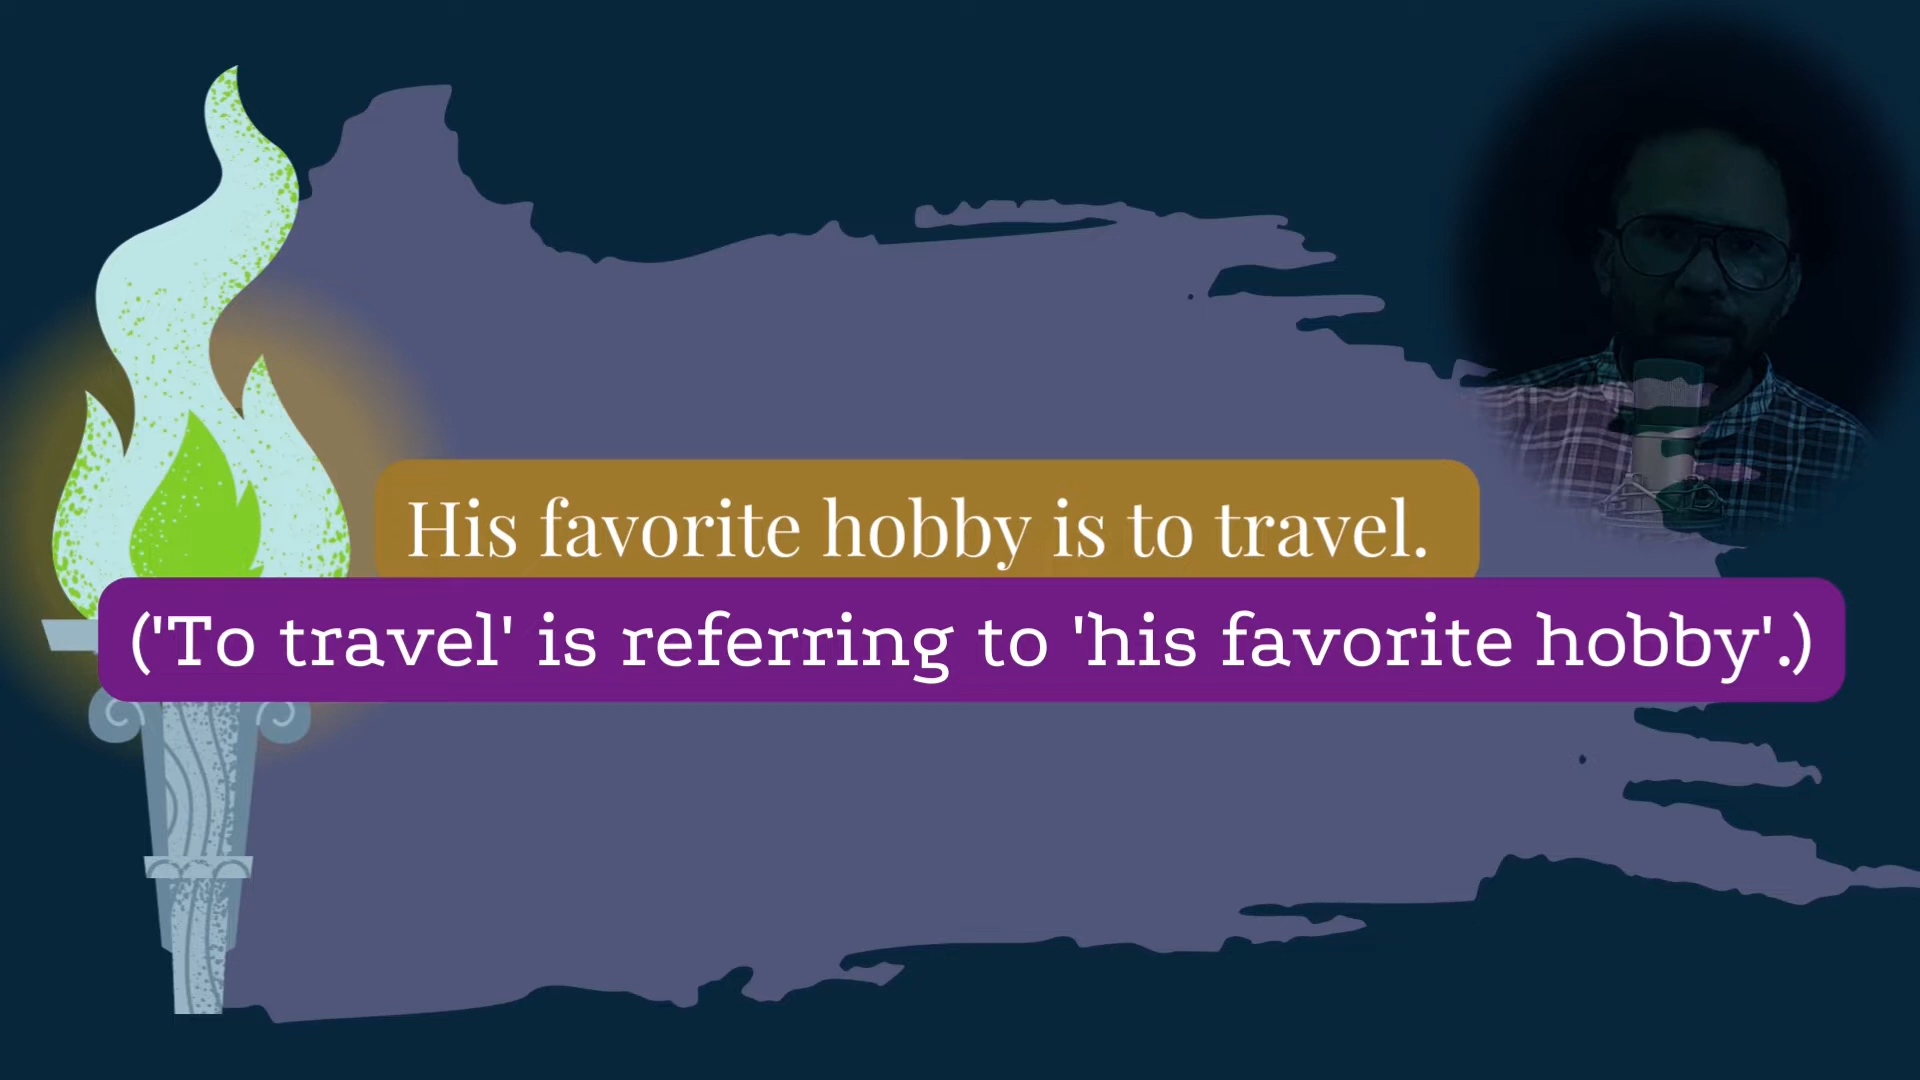 His favorite hobby is to travel.
('To travel' is referring to 'his favorite hobby'.)